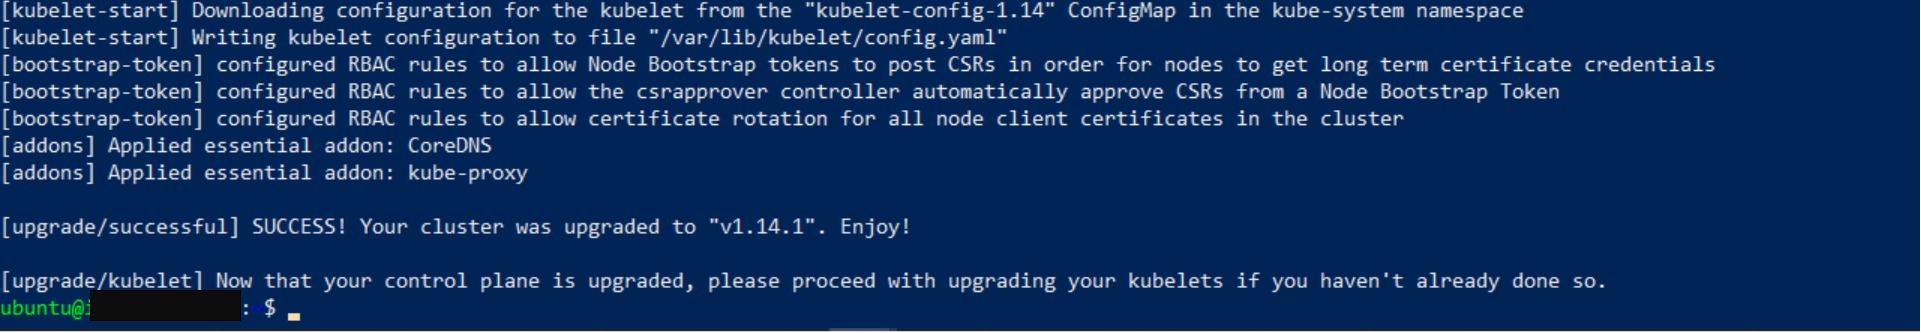 [kubelet-start] Downloading configuration for the kubelet from the "kubelet-config-1.14" ConfigMap in the kube-system namespace
[kubelet-start] Writing kubelet configuration to file "/var/lib/kubelet/config.yaml"
[bootstrap-token] configured RBAC rules to allow Node Bootstrap tokens to post CSRs in order for nodes to get long term certificate credentials
[bootstrap-token] configured RBAC rules to allow the csrapprover controller automatically approve CSRs from a Node Bootstrap Token
[bootstrap-token] configured RBAC rules to allow certificate rotation for all node client certificates in the cluster
[addons] Applied essential addon: CoreDNS
[addons] Applied essential addon: kube-proxy
[upgrade/successful] SUCCESS! Your cluster was upgraded to "v1.14.1". Enjoy!
[upgrade/kubelet] Now that your control plane is upgraded, please proceed with upgrading your kubelets if you haven't already done so.
ubuntu@ :~$